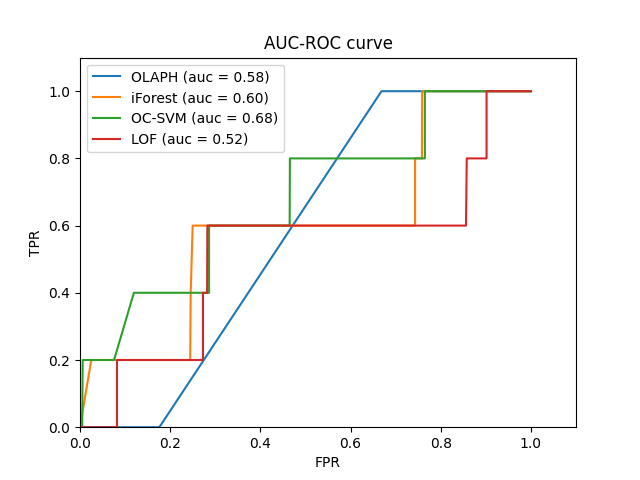 AUC-ROC curve
OLAPH (auc = 0.58)
iForest (auc = 0.60)
OC-SVM (auc = 0.68)
LOF (auc = 0.52)
TPR
1.0
0.8
0.6
0.4
0.2
0.0
0.0 0.2 0.4 0.6 0.8 1.0
FPR